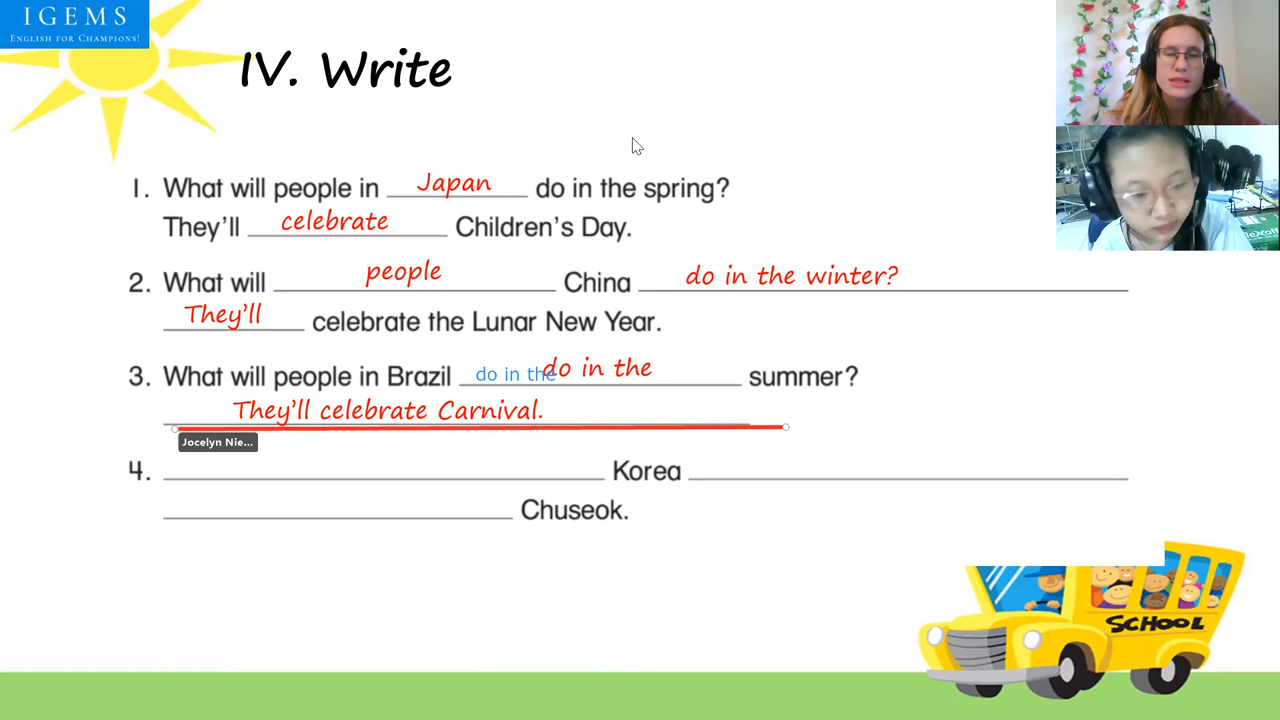 IGEMS
ENGLISH FOR CHAMPIONS!
IV. Write
1. What will people in Japan do in the spring?
They'll celebrate Children's Day.
2. What will people China do in the winter?
They'll celebrate the Lunar New Year.
3. What will people in Brazil do in the do in the summer?
They'll celebrate Carnival.
Jocelyn Nie...
4. Korea
Chuseok.
SCHOOL